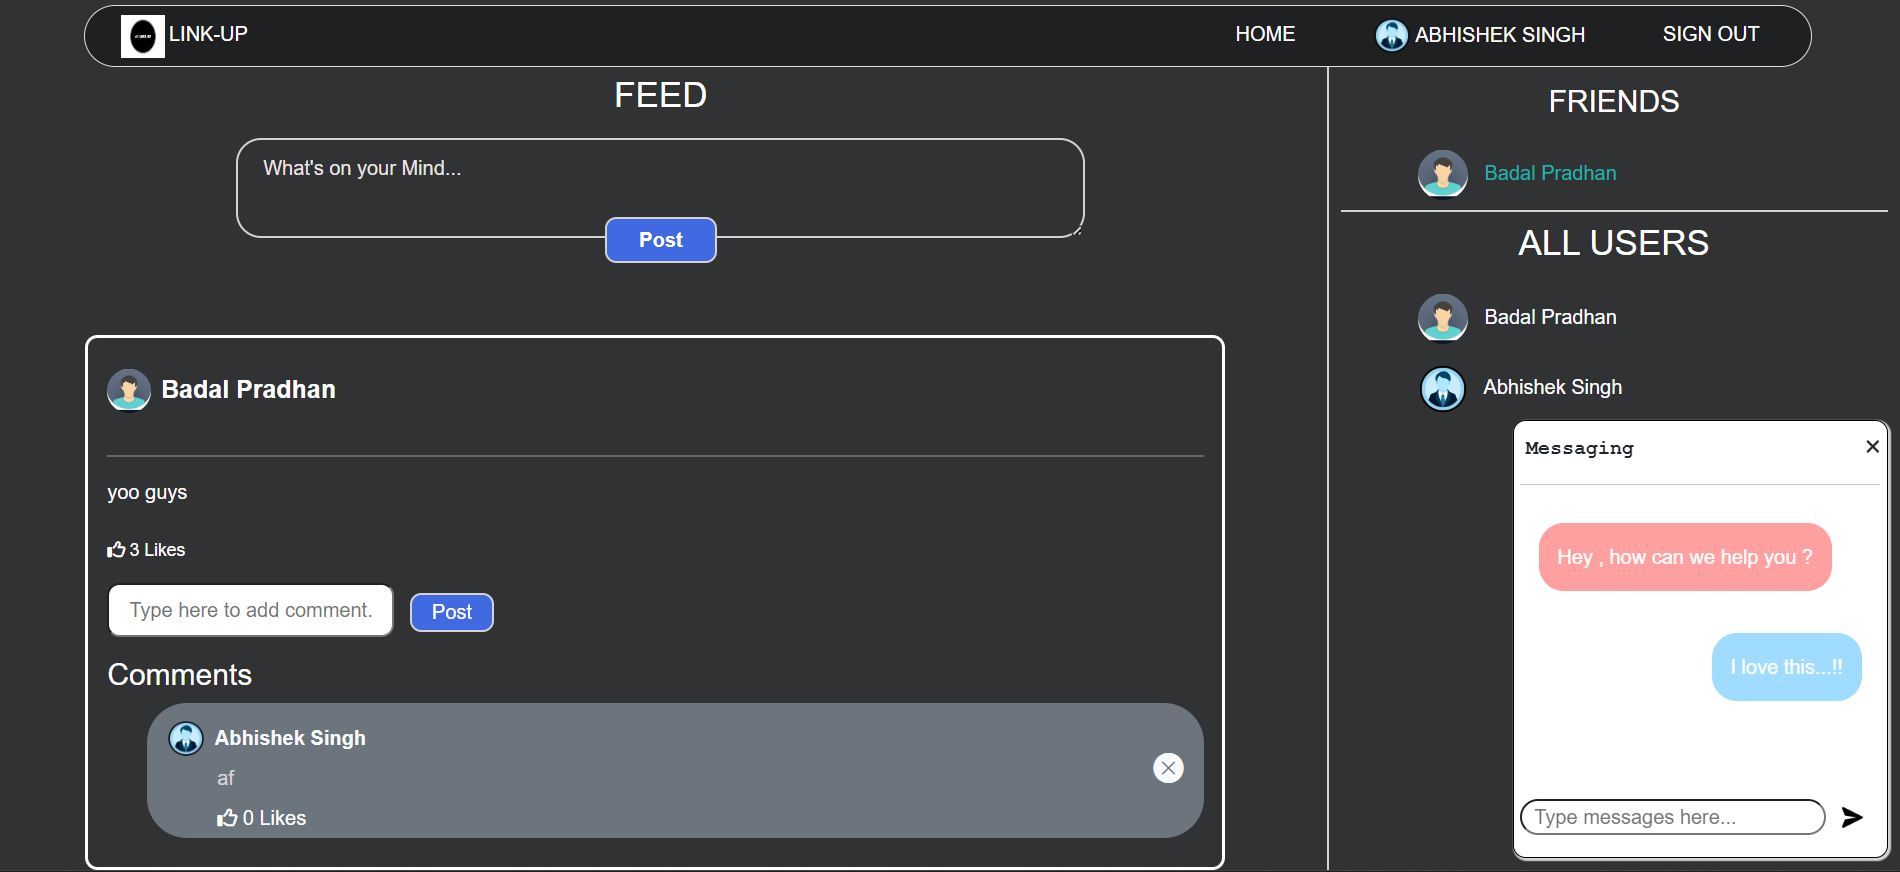 LINK-UP
HOME
ABHISHEK SINGH
SIGN OUT
FEED
What's on your Mind...
Post
Badal Pradhan
yoo guys
3 Likes
Type here to add comment.
Post
Comments
Abhishek Singh
af
0 Likes
FRIENDS
Badal Pradhan
ALL USERS
Badal Pradhan
Abhishek Singh
Messaging
Hey , how can we help you ?
I love this...!!
Type messages here...